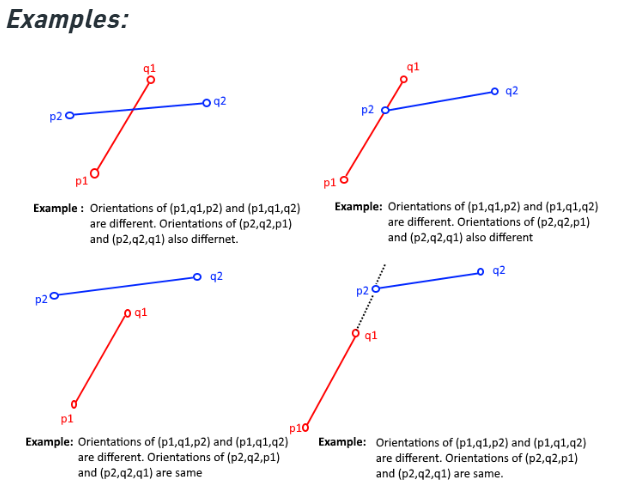 Examples:
q1
p2
q2
p1
Example : Orientations of (p1,q1,p2) and (p1,q1,q2)
are different. Orientations of (p2,q2,p1)
and (p2,q2,q1) also differnet.
q1
p2
q2
p1
Example: Orientations of (p1,q1,p2) and (p1,q1,q2)
are different. Orientations of (p2,q2,p1)
and (p2,q2,q1) also different
q2
p2
q1
p1
Example: Orientations of (p1,q1,p2) and (p1,q1,q2)
are different. Orientations of (p2,q2,p1)
and (p2,q2,q1) are same
q2
p2
q1
p1
Example: Orientations of (p1,q1,p2) and (p1,q1,q2)
are different. Orientations of (p2,q2,p1)
and (p2,q2,q1) are same.